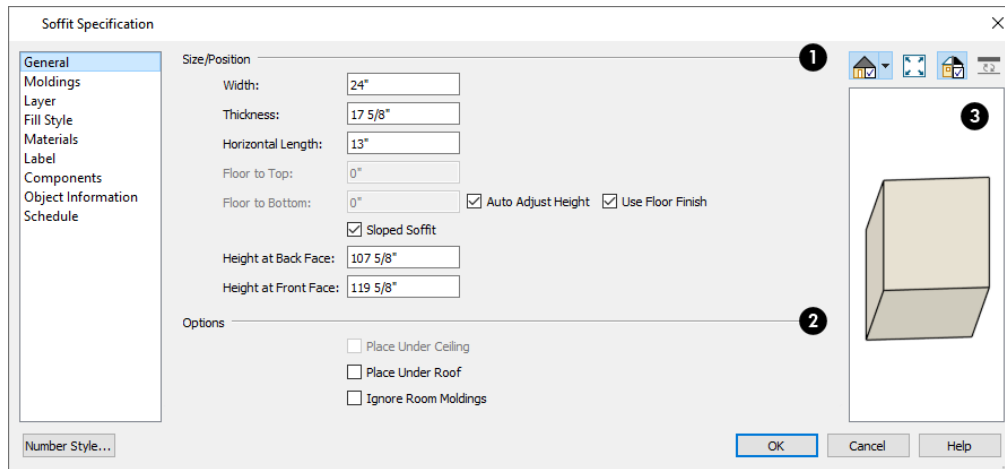 Soffit Specification
General
Moldings
Layer
Fill Style
Materials
Label
Components
Object Information
Schedule
Size/Position 1
Width: 24"
Thickness: 17 5/8"
Horizontal Length: 13"
Floor to Top: 0"
Floor to Bottom: 0" Auto Adjust Height Use Floor Finish
Sloped Soffit
Height at Back Face: 107 5/8"
Height at Front Face: 119 5/8"
Options 2
Place Under Ceiling
Place Under Roof
Ignore Room Moldings
3
Number Style... OK Cancel Help